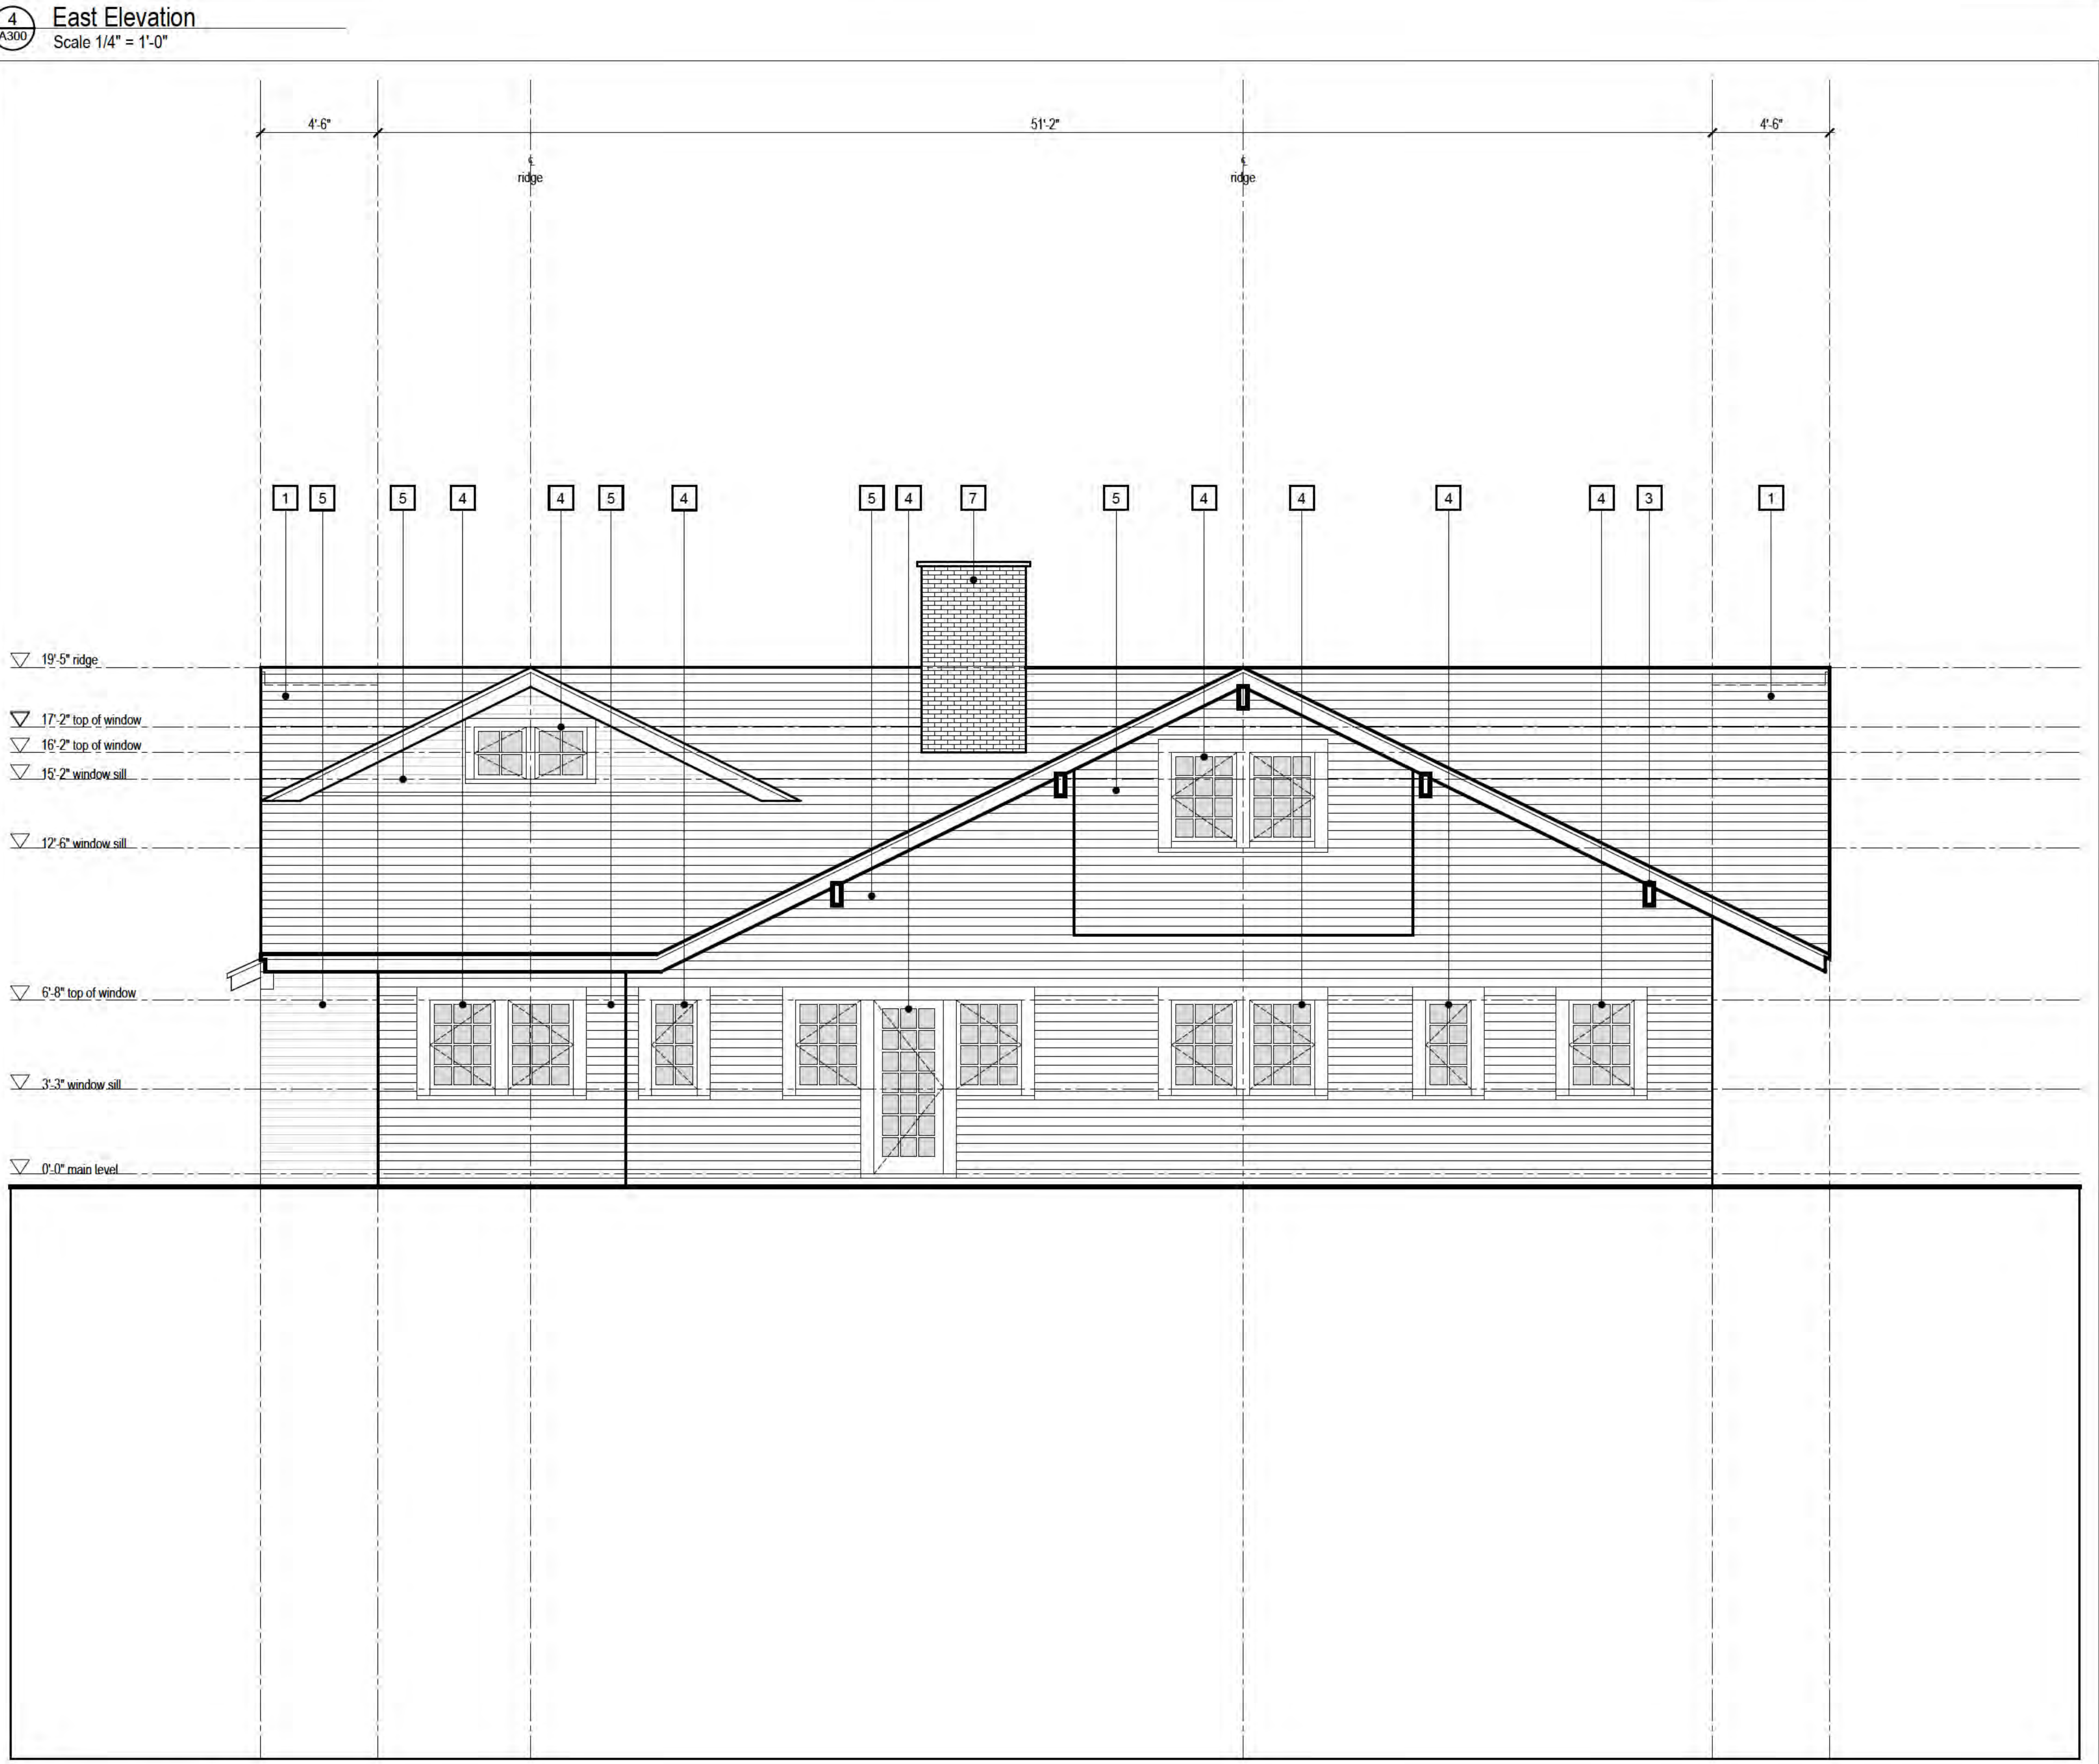 4
A300
East Elevation
Scale 1/4" = 1'-0"
4'-6"
51'-2"
4'-6"
℄
ridge
℄
ridge
1
5
5
4
4
5
4
5
4
7
5
4
4
4
4
3
1
19'-5" ridge
17'-2" top of window
16'-2" top of window
15'-2" window sill
12'-6" window sill
6'-8" top of window
3'-3" window sill
0'-0" main level